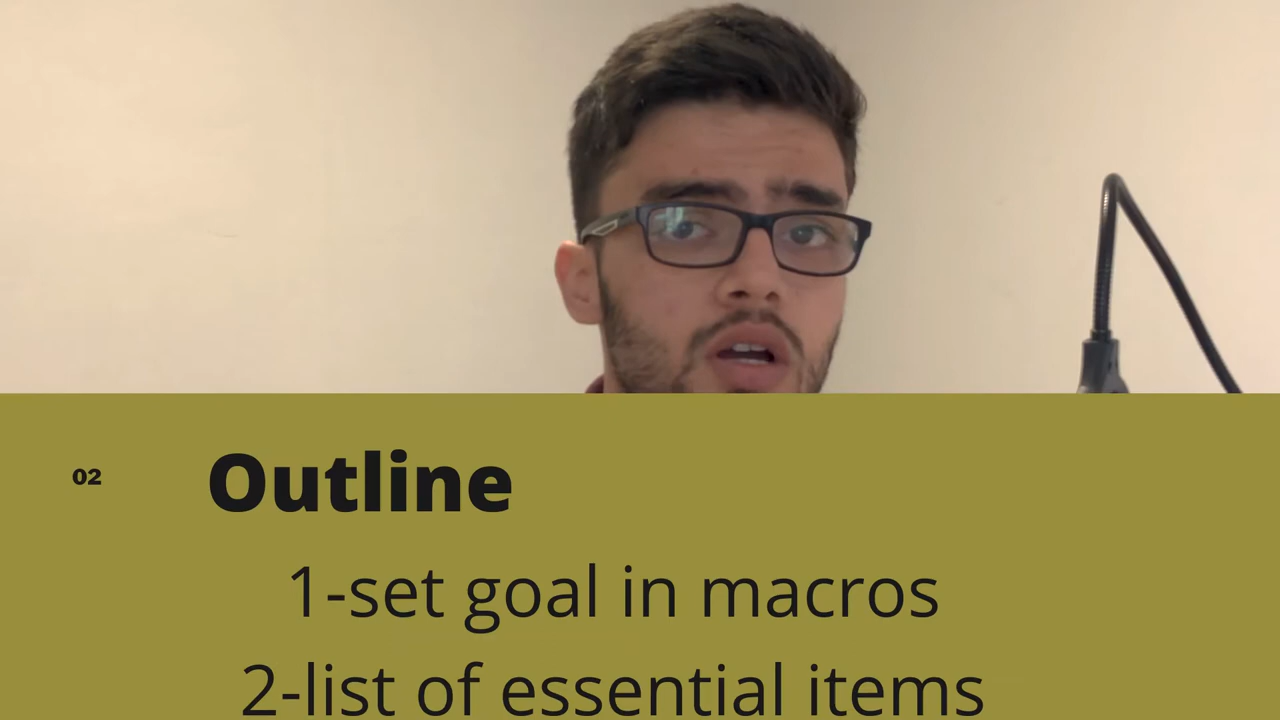 02
Outline
1-set goal in macros
2-list of essential items